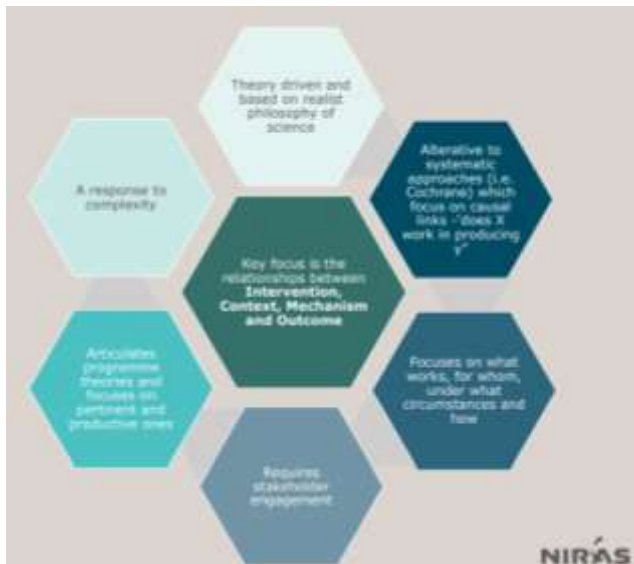 Theory driven and
based on realist
philosophy of
science
Alterative to
systematic
approaches (i.e.
Cochrane) which
focus on causal
links -"does X
work in producing
y"
A response to
complexity
Key focus is the
relationships between
Intervention,
Context, Mechanism
and Outcome
Articulates
programme
theories and
focuses on
pertinent and
productive ones
Focuses on what
works, for whom,
under what
circumstances and
how
Requires
stakeholder
engagement
NIRÁS